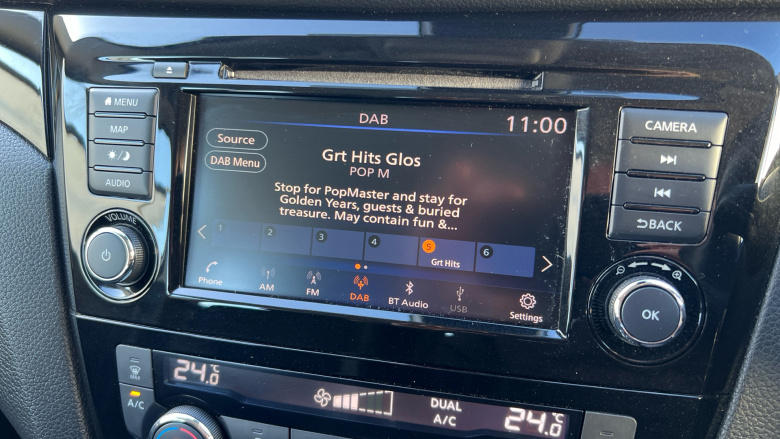 MENU
MAP
AUDIO
VOLUME
DAB
11:00
Source
DAB Menu
Grt Hits Glos
POP M
Stop for PopMaster and stay for
Golden Years, guests & buried
treasure. May contain fun &...
1 2 3 4 5 6
Grt Hits
Phone AM FM DAB BT Audio USB Settings
CAMERA
BACK
OK
MAX
A/C
24.0°C
DUAL
A/C
24.0°C